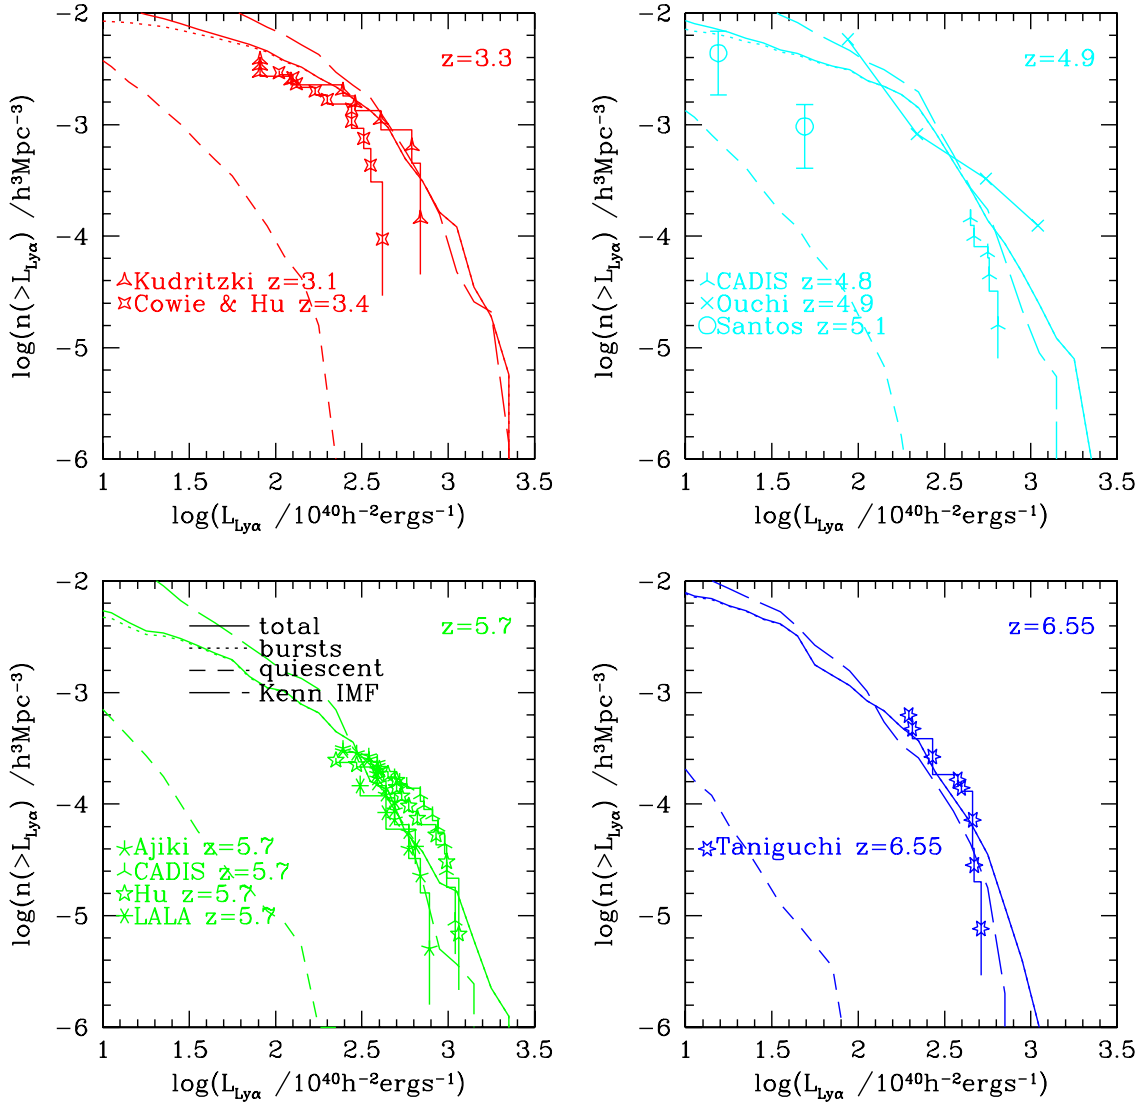 -2
-3
-4
-5
-6
1 1.5 2 2.5 3 3.5
z=3.3
Kudritzki z=3.1
Cowie & Hu z=3.4
log(n(>L_Lyα) /h³Mpc⁻³)
log(L_Lyα /10⁴⁰h⁻²ergs⁻¹)
-2
-3
-4
-5
-6
1 1.5 2 2.5 3 3.5
z=4.9
CADIS z=4.8
Ouchi z=4.9
Santos z=5.1
log(n(>L_Lyα) /h³Mpc⁻³)
log(L_Lyα /10⁴⁰h⁻²ergs⁻¹)
-2
-3
-4
-5
-6
1 1.5 2 2.5 3 3.5
z=5.7
total
bursts
quiescent
Kenn IMF
Ajiki z=5.7
CADIS z=5.7
Hu z=5.7
LALA z=5.7
log(n(>L_Lyα) /h³Mpc⁻³)
log(L_Lyα /10⁴⁰h⁻²ergs⁻¹)
-2
-3
-4
-5
-6
1 1.5 2 2.5 3 3.5
z=6.55
Taniguchi z=6.55
log(n(>L_Lyα) /h³Mpc⁻³)
log(L_Lyα /10⁴⁰h⁻²ergs⁻¹)